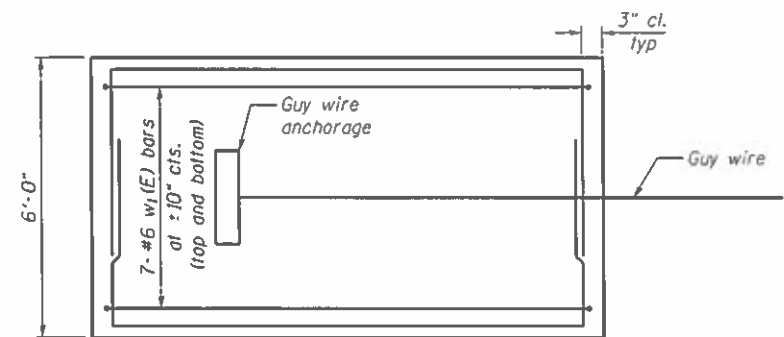 3" cl.
typ
Guy wire
anchorage
Guy wire
6'-0"
7- #6 w1(E) bars
at ±10" cts.
(top and bottom)